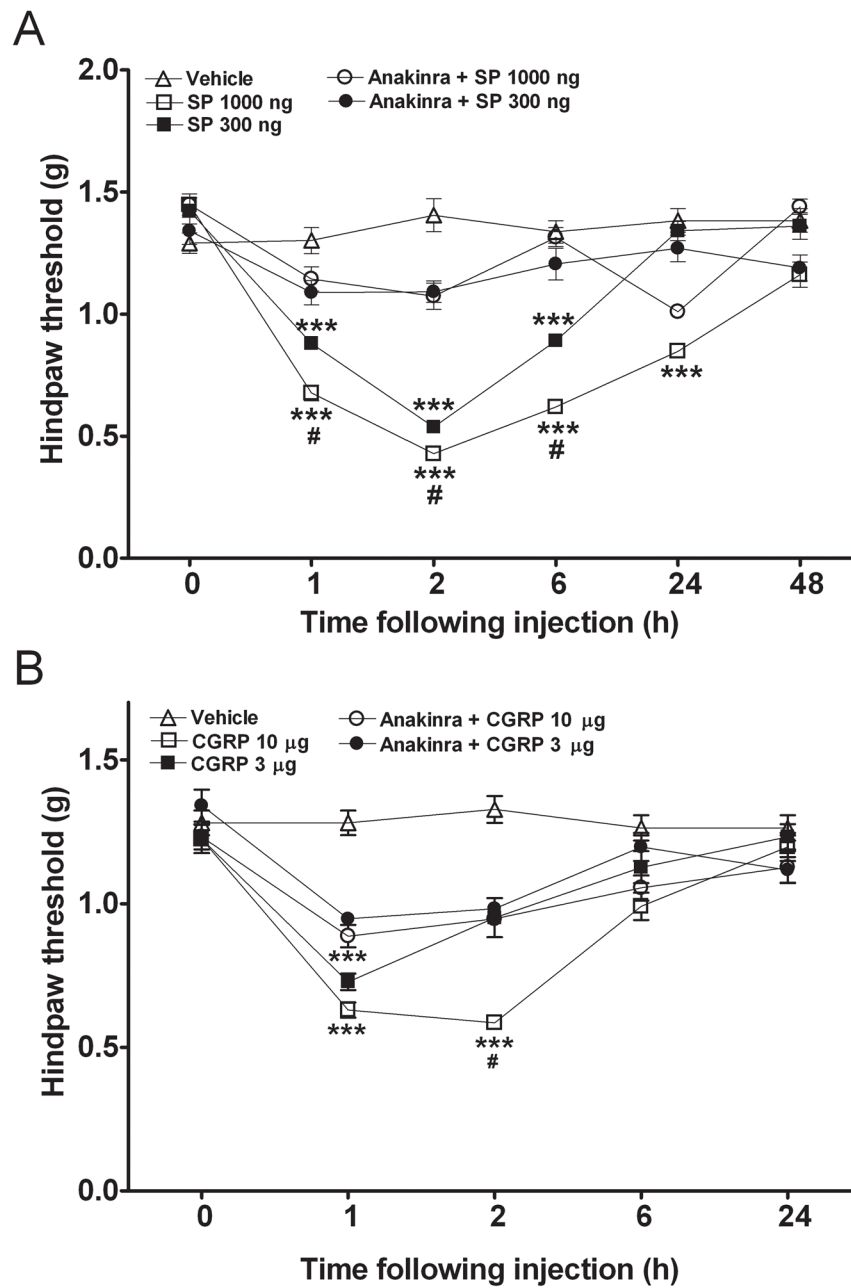 A
2.0
1.5
1.0
0.5
0.0
Hindpaw threshold (g)
Vehicle
SP 1000 ng
SP 300 ng
Anakinra + SP 1000 ng
Anakinra + SP 300 ng
***
***
#
***
***
#
***
***
#
***
0 1 2 6 24 48
Time following injection (h)
B
1.5
1.0
0.5
0.0
Hindpaw threshold (g)
Vehicle
CGRP 10 µg
CGRP 3 µg
Anakinra + CGRP 10 µg
Anakinra + CGRP 3 µg
***
***
***
#
0 1 2 6 24
Time following injection (h)